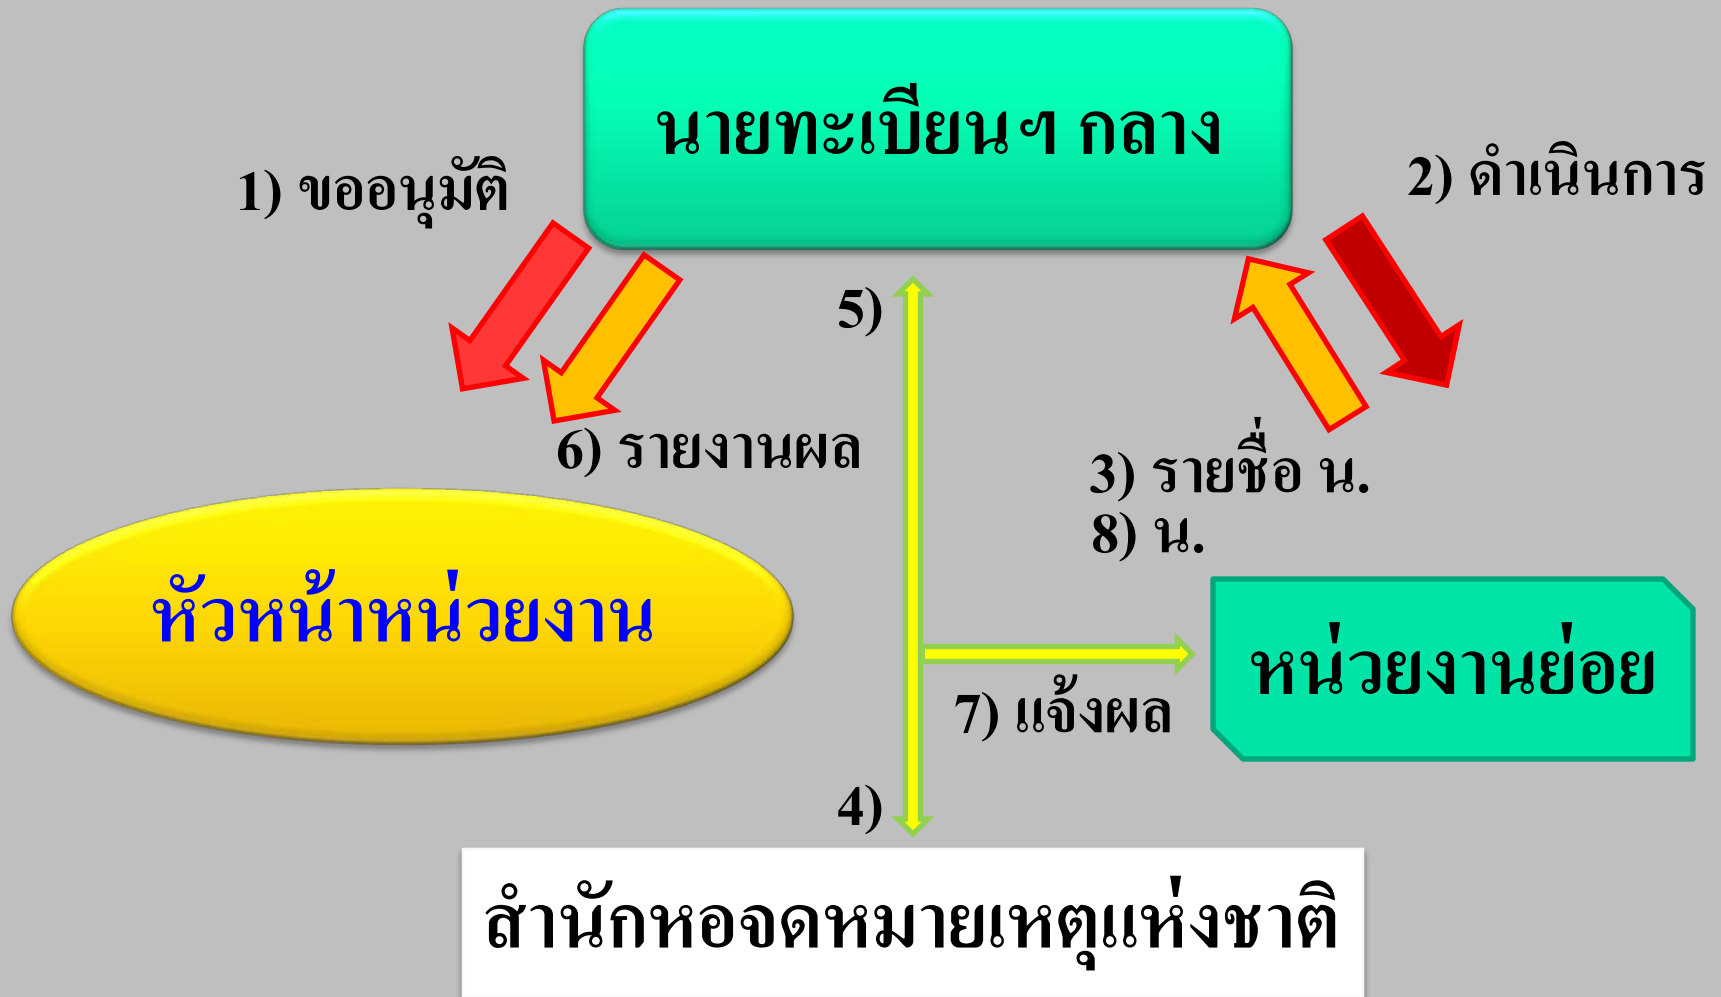 นายทะเบียนฯ กลาง
1) ขออนุมัติ
2) ดำเนินการ
5)
6) รายงานผล
3) รายชื่อ น.
8) น.
หัวหน้าหน่วยงาน
หน่วยงานย่อย
7) แจ้งผล
4)
สำนักหอจดหมายเหตุแห่งชาติ